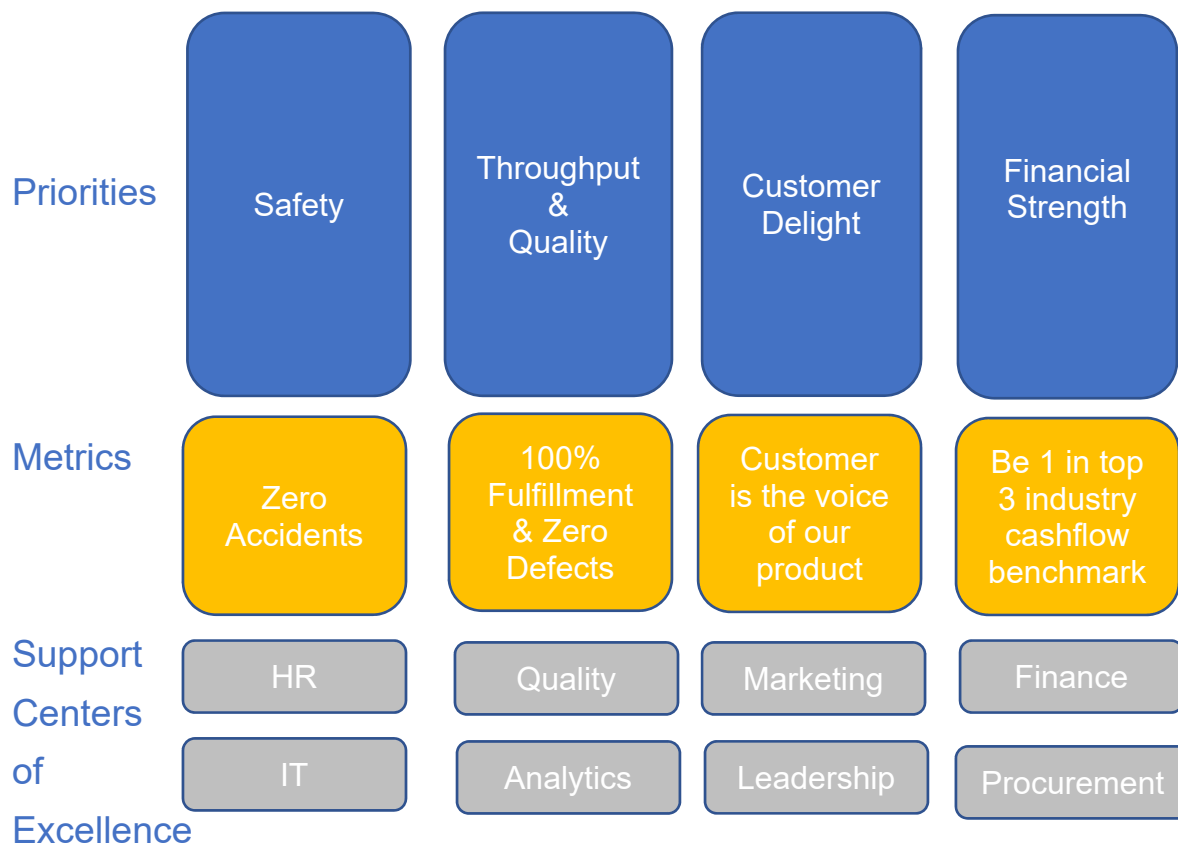 Priorities
Safety
Throughput
&
Quality
Customer
Delight
Financial
Strength
Metrics
Zero
Accidents
100%
Fulfillment
& Zero
Defects
Customer
is the voice
of our
product
Be 1 in top
3 industry
cashflow
benchmark
Support
Centers
of
Excellence
HR
Quality
Marketing
Finance
IT
Analytics
Leadership
Procurement